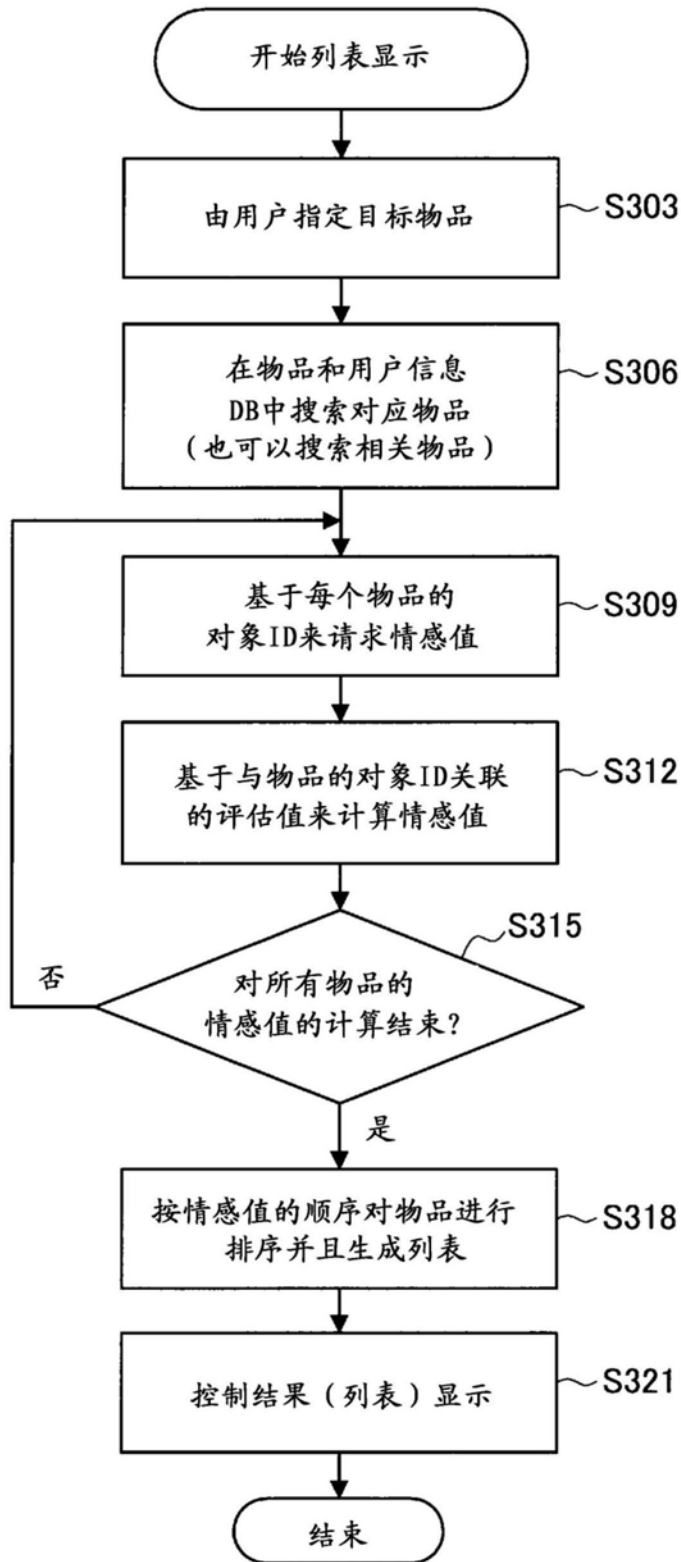 开始列表显示
由用户指定目标物品
S303
在物品和用户信息
DB中搜索对应物品
(也可以搜索相关物品)
S306
基于每个物品的
对象ID来请求情感值
S309
基于与物品的对象ID关联
的评估值来计算情感值
S312
S315
对所有物品的
情感值的计算结束?
否
是
按情感值的顺序对物品进行
排序并且生成列表
S318
控制结果(列表)显示
S321
结束